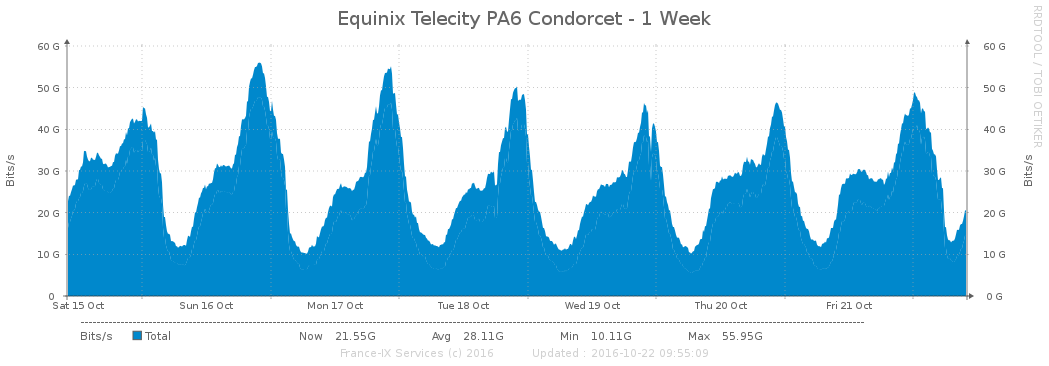 Equinix Telecity PA6 Condorcet - 1 Week
RRDTOOL / TOBI OETIKER
60 G 60 G
50 G 50 G
40 G 40 G
30 G 30 G
20 G 20 G
10 G 10 G
0 0 G
Bits/s
Bits/s
Sat 15 Oct Sun 16 Oct Mon 17 Oct Tue 18 Oct Wed 19 Oct Thu 20 Oct Fri 21 Oct
Bits/s Total Now 21.55G Avg 28.11G Min 10.11G Max 55.95G
France-IX Services (c) 2016 Updated : 2016-10-22 09:55:09